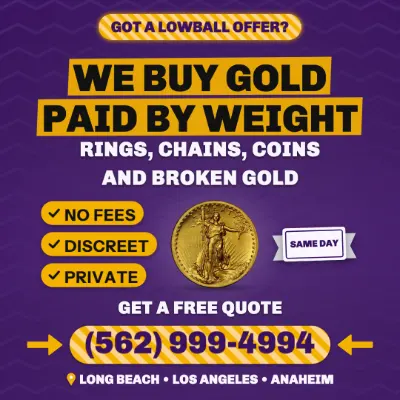 GOT A LOWBALL OFFER?
WE BUY GOLD
PAID BY WEIGHT
RINGS, CHAINS, COINS
AND BROKEN GOLD
NO FEES
DISCREET
PRIVATE
SAME DAY
GET A FREE QUOTE
(562) 999-4994
LONG BEACH • LOS ANGELES • ANAHEIM